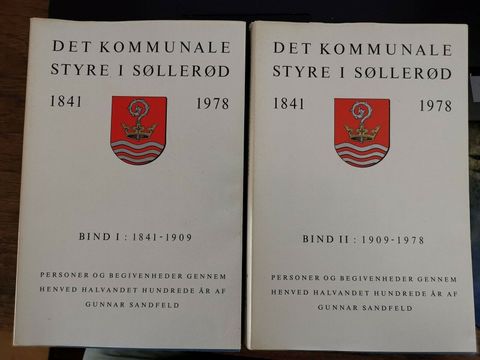 DET KOMMUNALE
STYRE I SØLLERØD
1841 1978
BIND I : 1841-1909
PERSONER OG BEGIVENHEDER GENNEM
HENVED HALVANDET HUNDREDE ÅR AF
GUNNAR SANDFELD
DET KOMMUNALE
STYRE I SØLLERØD
1841 1978
BIND II : 1909-1978
PERSONER OG BEGIVENHEDER GENNEM
HENVED HALVANDET HUNDREDE ÅR AF
GUNNAR SANDFELD